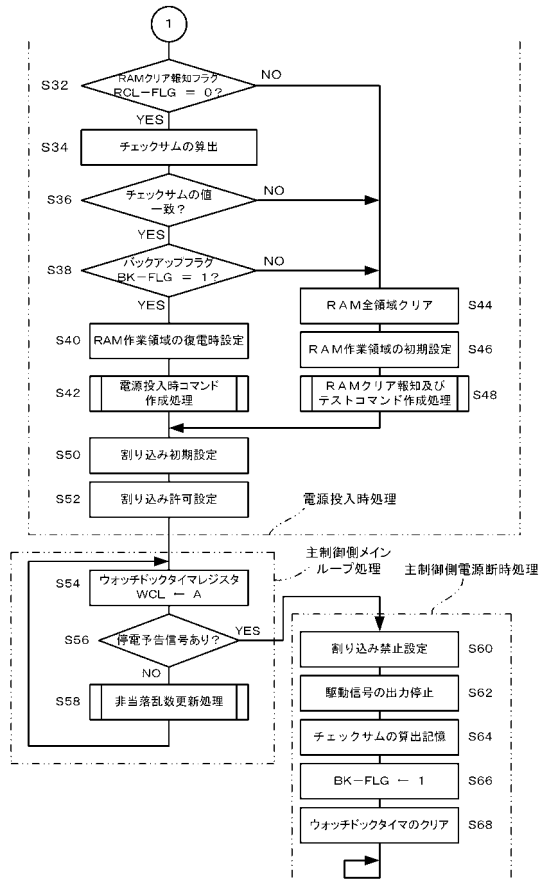 1
S32
RAMクリア報知フラグ
RCL-FLG = 0?
NO
YES
S34
チェックサムの算出
S36
チェックサムの値
一致?
NO
YES
S38
バックアップフラグ
BK-FLG = 1?
NO
YES
RAM全領域クリア
S44
S40
RAM作業領域の復電時設定
RAM作業領域の初期設定
S46
S42
電源投入時コマンド
作成処理
RAMクリア報知及び
テストコマンド作成処理
S48
S50
割り込み初期設定
S52
割り込み許可設定
電源投入時処理
主制御側メイン
ループ処理
主制御側電源断時処理
S54
ウォッチドックタイマレジスタ
WCL ← A
S56
停電予告信号あり?
YES
NO
S58
非当落乱数更新処理
割り込み禁止設定
S60
駆動信号の出力停止
S62
チェックサムの算出記憶
S64
BK-FLG ← 1
S66
ウォッチドックタイマのクリア
S68